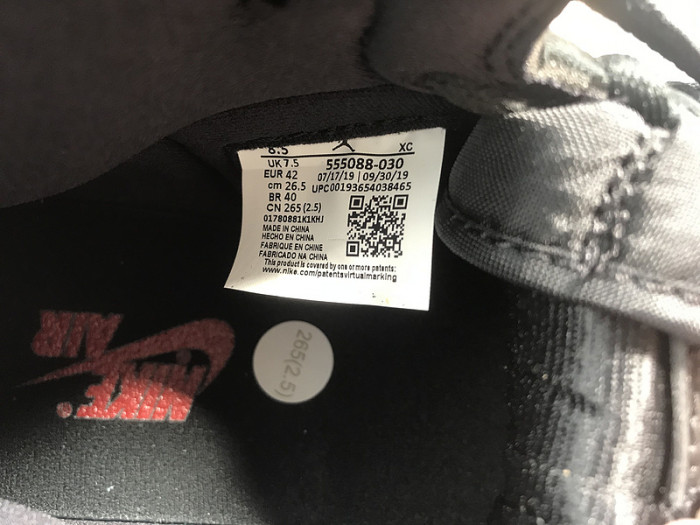 8.5 XC
UK 7.5 555088-030
EUR 42 07/17/19 | 09/30/19
cm 26.5 UPC00193654038465
BR 40
CN 265 (2.5)
01780881K1KHJ
MADE IN CHINA
HECHO EN CHINA
FABRIQUE EN CHINE
FABRICADO NA CHINA
This product is covered by one or more patents:
www.nike.com/patentsvirtualmarking
265(2.5)
NIKE
AIR